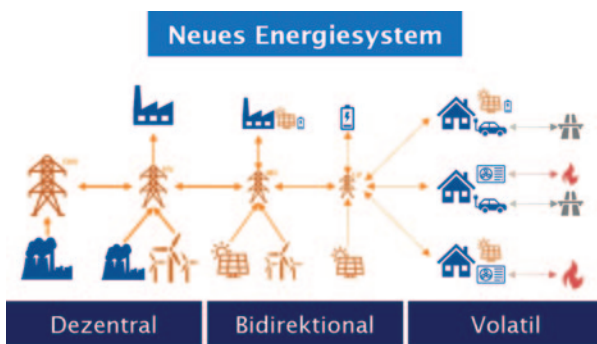 Neues Energiesystem
Dezentral
Bidirektional
Volatil